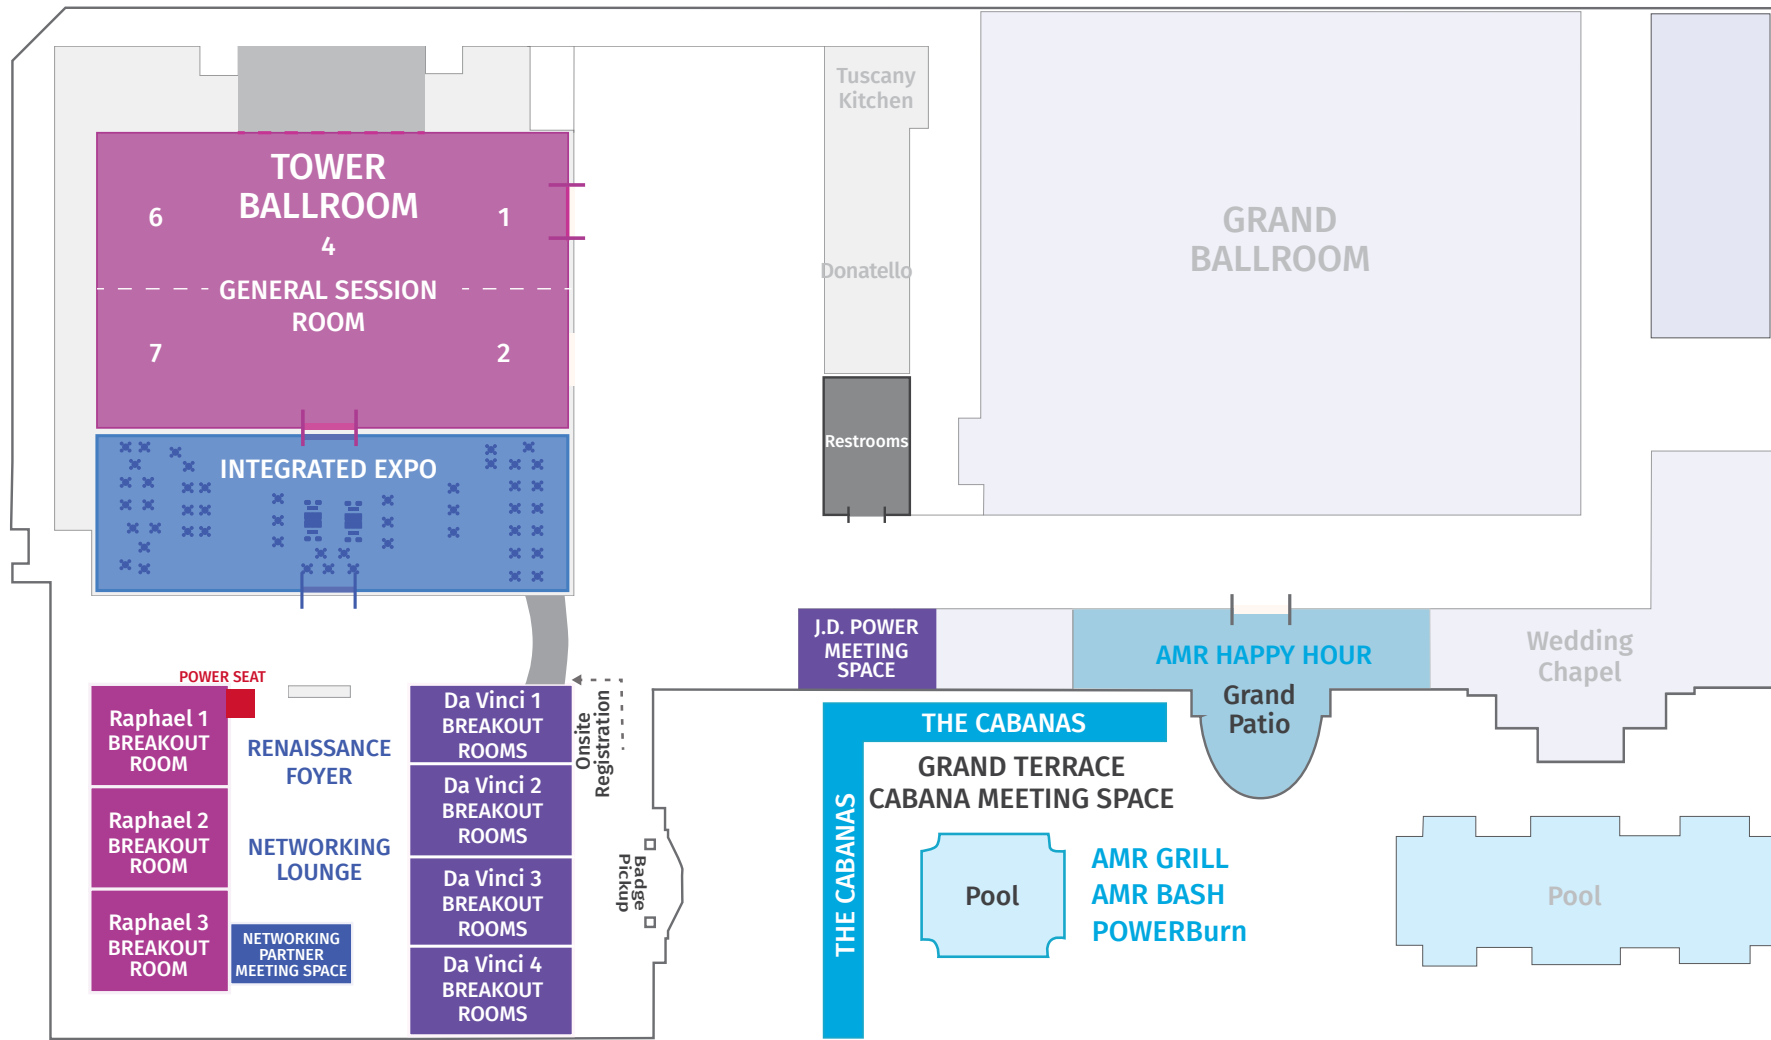 Tuscany
Kitchen
TOWER
BALLROOM
6
1
4
GRAND
BALLROOM
Donatello
GENERAL SESSION
ROOM
7
2
Restrooms
INTEGRATED EXPO
J.D. POWER
MEETING
SPACE
AMR HAPPY HOUR
Wedding
Chapel
POWER SEAT
Grand
Patio
Raphael 1
BREAKOUT
ROOM
RENAISSANCE
FOYER
Da Vinci 1
BREAKOUT
ROOMS
Onsite
Registration
THE CABANAS
GRAND TERRACE
CABANA MEETING SPACE
Raphael 2
BREAKOUT
ROOM
NETWORKING
LOUNGE
Da Vinci 2
BREAKOUT
ROOMS
THE CABANAS
Raphael 3
BREAKOUT
ROOM
NETWORKING
PARTNER
MEETING SPACE
Da Vinci 3
BREAKOUT
ROOMS
Badge
Pickup
Pool
AMR GRILL
AMR BASH
POWERBurn
Pool
Da Vinci 4
BREAKOUT
ROOMS